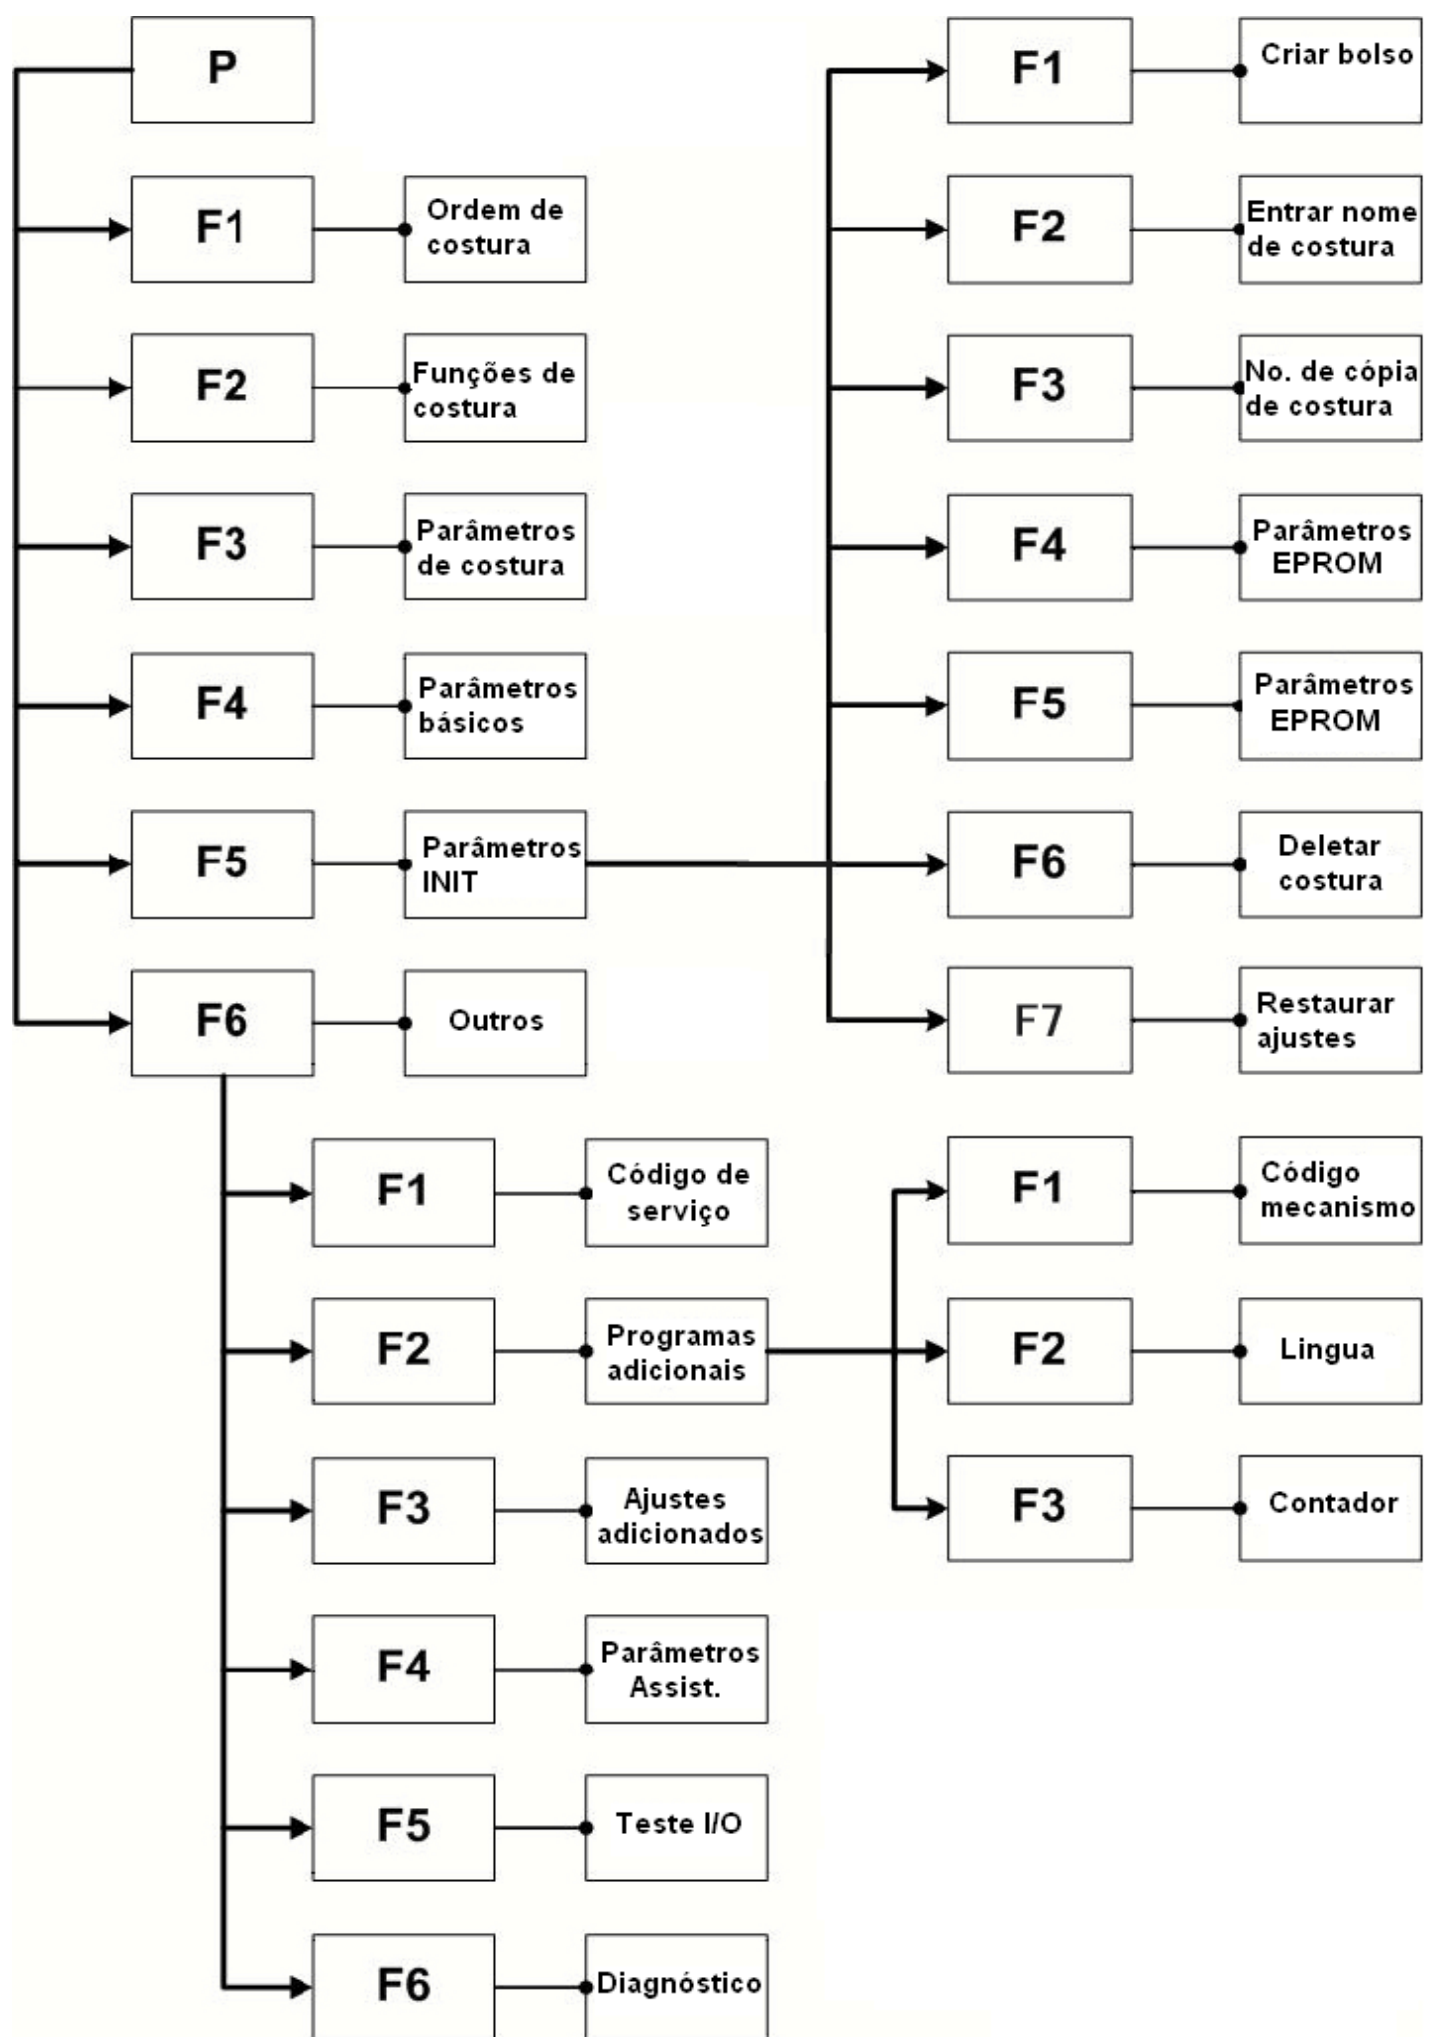 P
F1
Ordem de
costura
F2
Funções de
costura
F3
Parâmetros
de costura
F4
Parâmetros
básicos
F5
Parâmetros
INIT
F6
Outros
F1
Criar bolso
F2
Entrar nome
de costura
F3
No. de cópia
de costura
F4
Parâmetros
EPROM
F5
Parâmetros
EPROM
F6
Deletar
costura
F7
Restaurar
ajustes
F1
Código de
serviço
F2
Programas
adicionais
F3
Ajustes
adicionados
F4
Parâmetros
Assist.
F5
Teste I/O
F6
Diagnóstico
F1
Código
mecanismo
F2
Lingua
F3
Contador